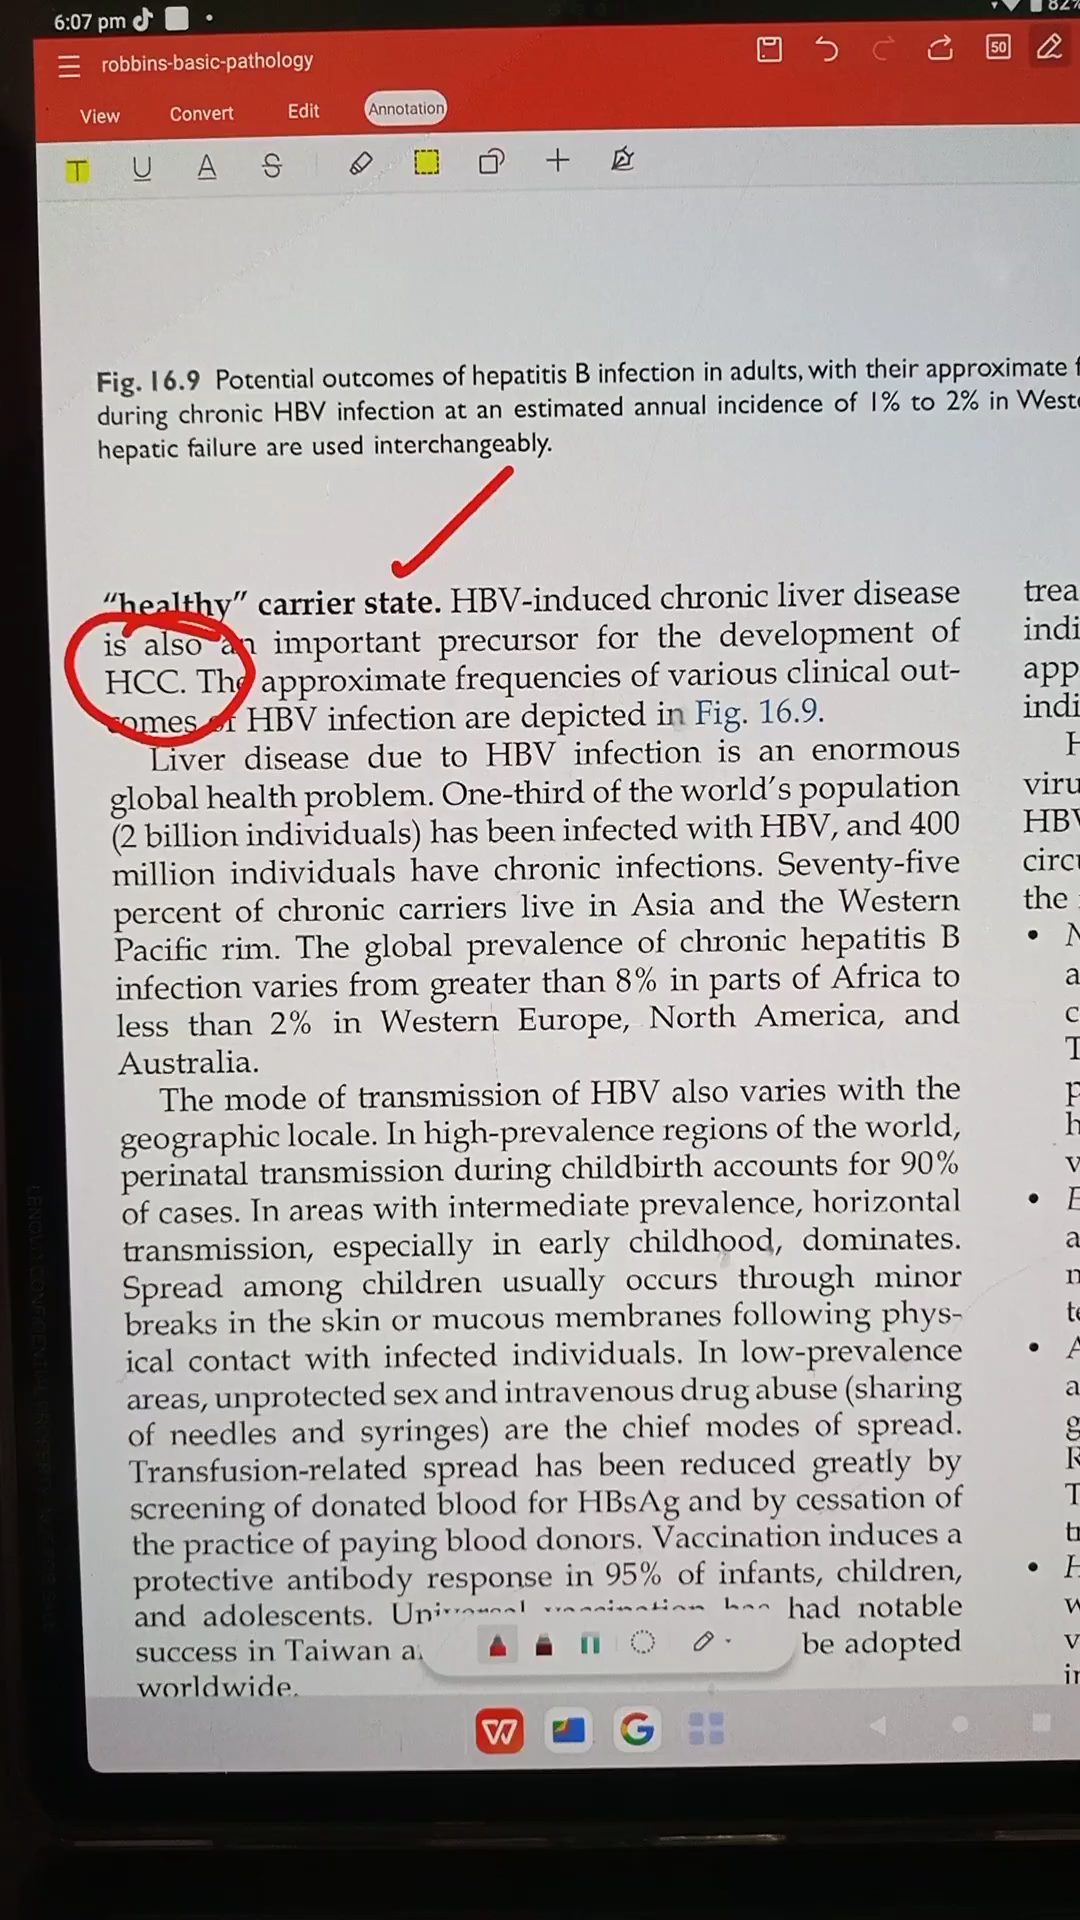 6:07 pm
82%
robbins-basic-pathology
50
View Convert Edit Annotation
T U A S
Fig. 16.9 Potential outcomes of hepatitis B infection in adults, with their approximate
during chronic HBV infection at an estimated annual incidence of 1% to 2% in
hepatic failure are used interchangeably.
“healthy” carrier state. HBV-induced chronic liver disease
is also an important precursor for the development of
HCC. The approximate frequencies of various clinical out-
comes of HBV infection are depicted in Fig. 16.9.
Liver disease due to HBV infection is an enormous
global health problem. One-third of the world’s population
(2 billion individuals) has been infected with HBV, and 400
million individuals have chronic infections. Seventy-five
percent of chronic carriers live in Asia and the Western
Pacific rim. The global prevalence of chronic hepatitis B
infection varies from greater than 8% in parts of Africa to
less than 2% in Western Europe, North America, and
Australia.
The mode of transmission of HBV also varies with the
geographic locale. In high-prevalence regions of the world,
perinatal transmission during childbirth accounts for 90%
of cases. In areas with intermediate prevalence, horizontal
transmission, especially in early childhood, dominates.
Spread among children usually occurs through minor
breaks in the skin or mucous membranes following phys-
ical contact with infected individuals. In low-prevalence
areas, unprotected sex and intravenous drug abuse (sharing
of needles and syringes) are the chief modes of spread.
Transfusion-related spread has been reduced greatly by
screening of donated blood for HBsAg and by cessation of
the practice of paying blood donors. Vaccination induces a
protective antibody response in 95% of infants, children,
and adolescents. Universal vaccination has had notable
success in Taiwan be adopted
worldwide.
trea
indi
app
indi
H
viru
HBV
circu
the